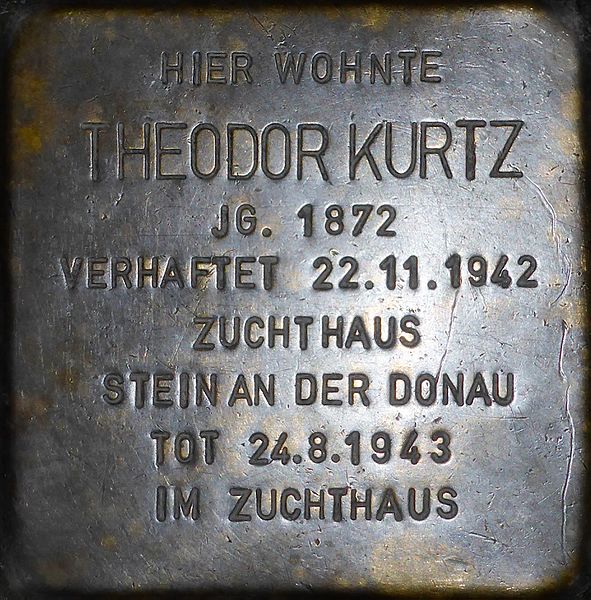 HIER WOHNTE
THEODOR KURTZ
JG. 1872
VERHAFTET 22.11.1942
ZUCHTHAUS
STEIN AN DER DONAU
TOT 24.8.1943
IM ZUCHTHAUS